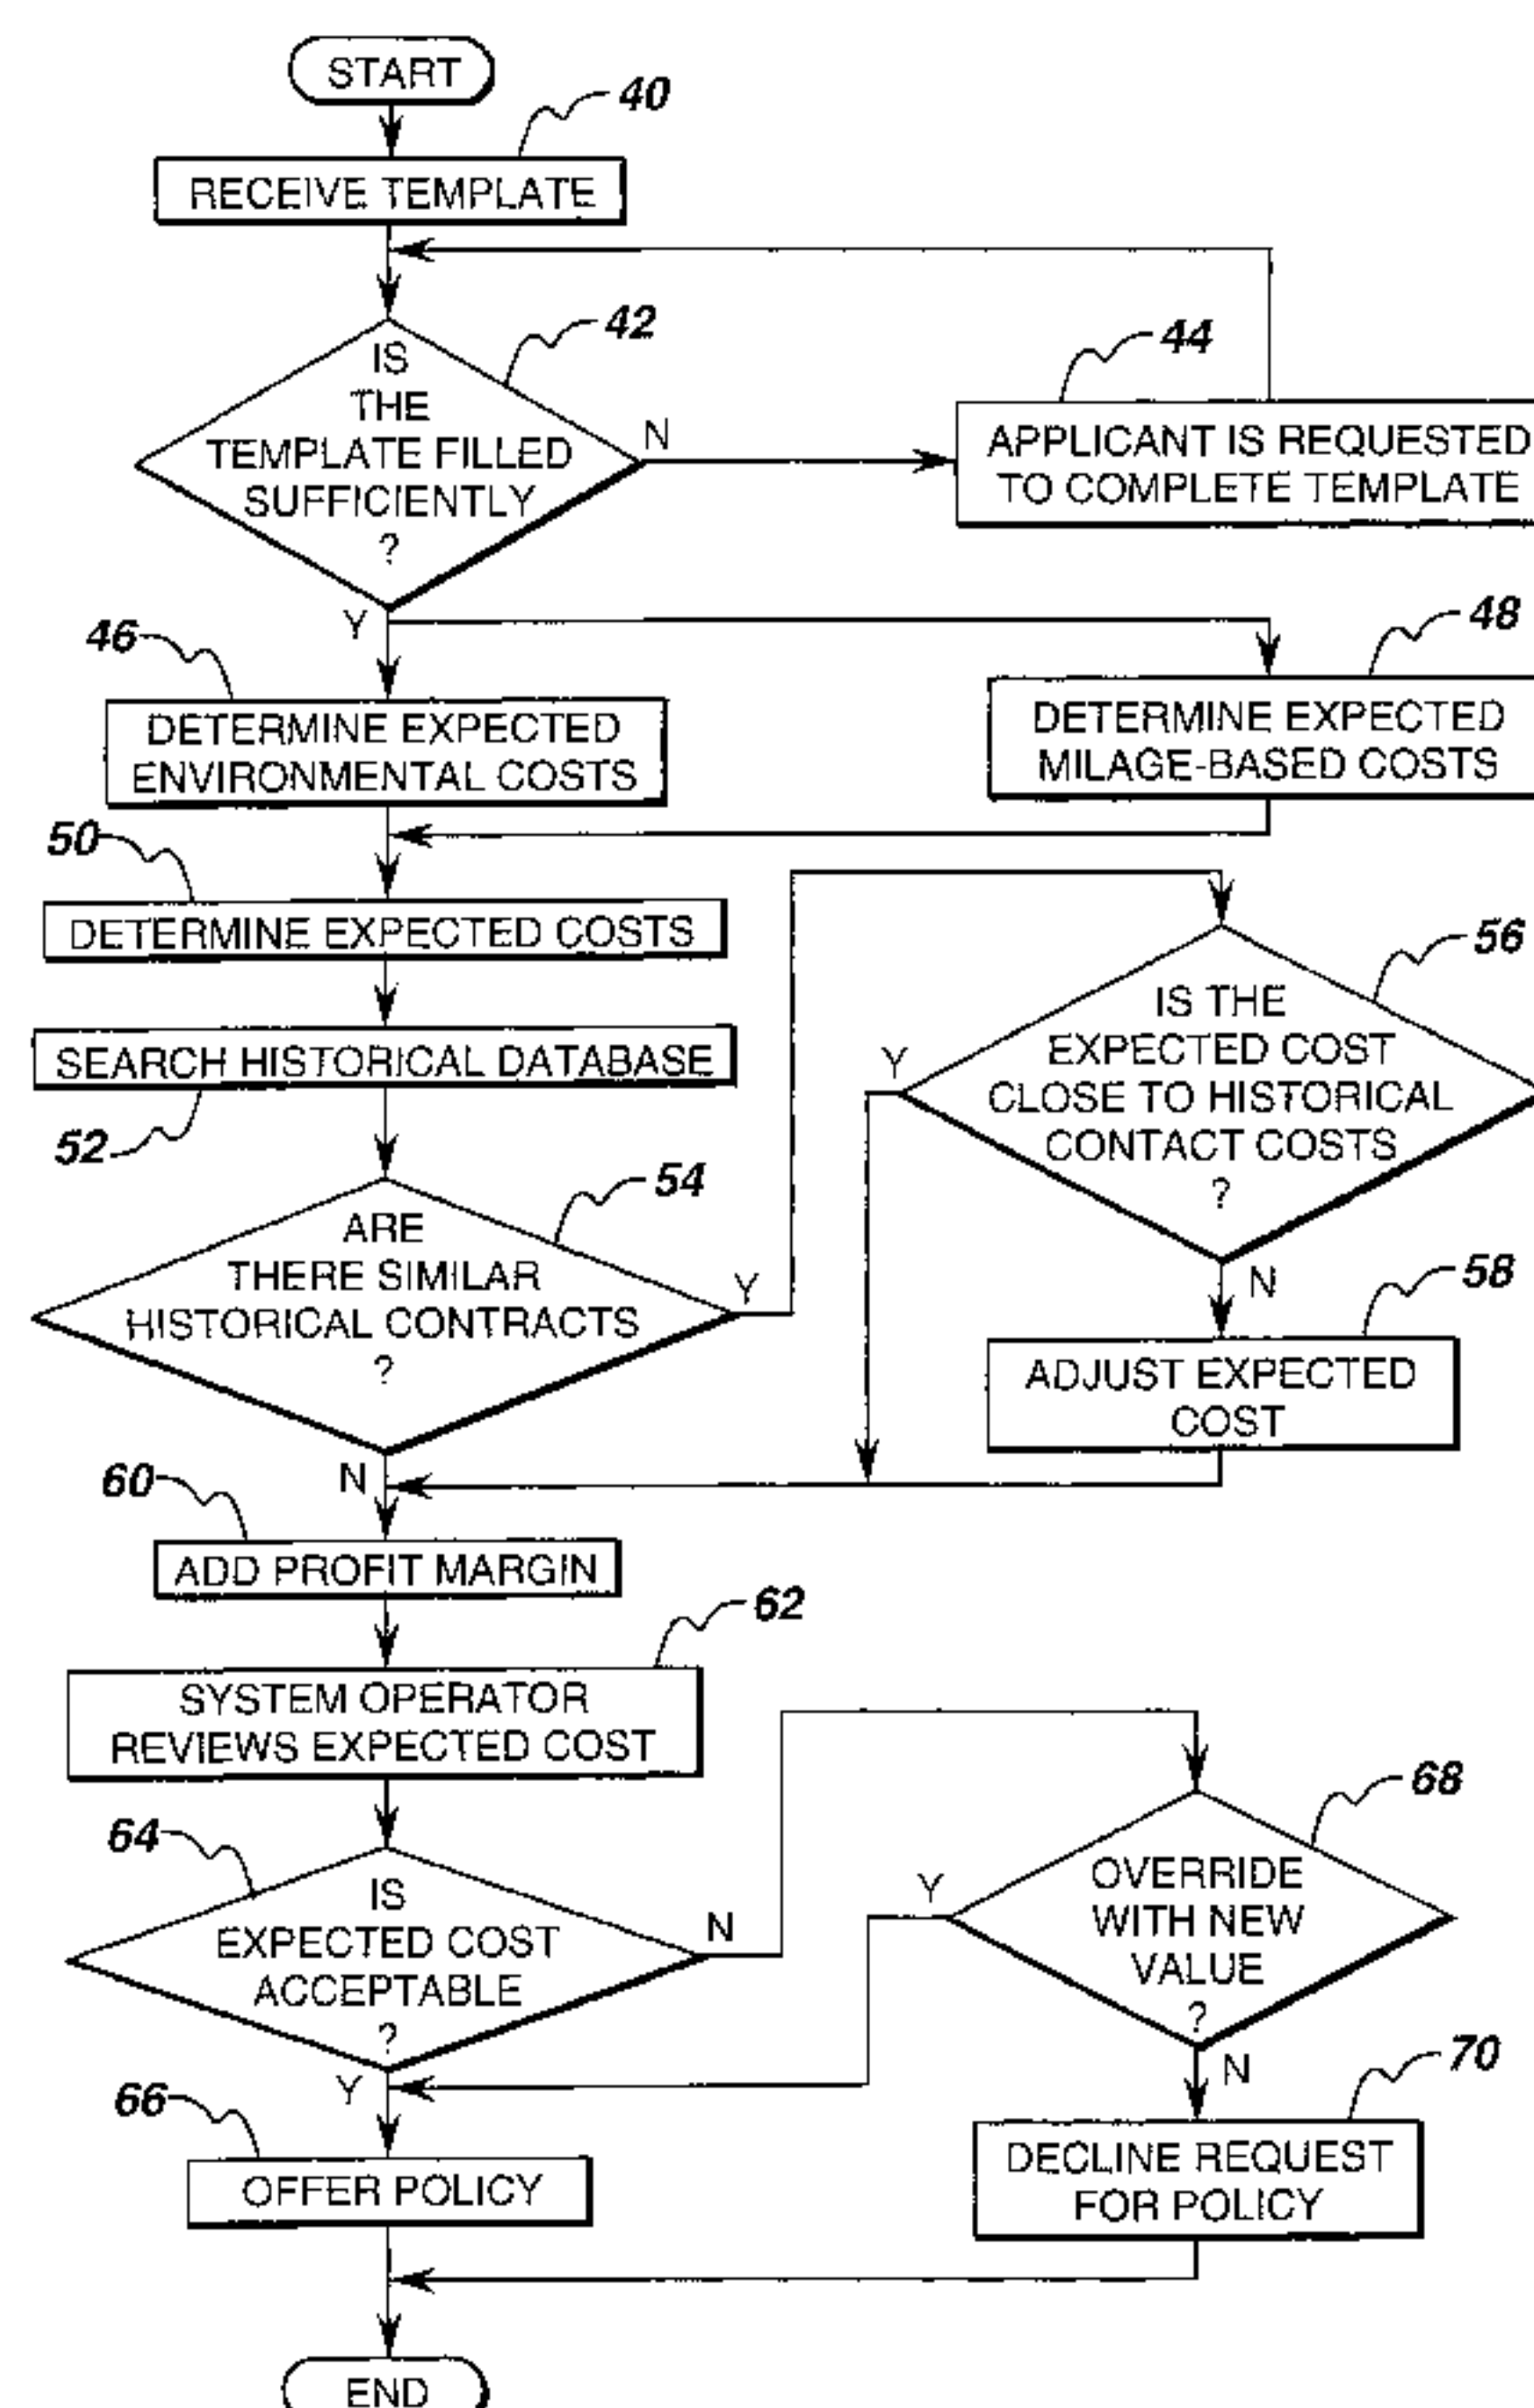 START
40
RECEIVE TEMPLATE
42
IS
THE
TEMPLATE FILLED
SUFFICIENTLY
?
N
44
APPLICANT IS REQUESTED
TO COMPLETE TEMPLATE
Y
46
DETERMINE EXPECTED
ENVIRONMENTAL COSTS
48
DETERMINE EXPECTED
MILAGE-BASED COSTS
50
DETERMINE EXPECTED COSTS
SEARCH HISTORICAL DATABASE
52
54
ARE
THERE SIMILAR
HISTORICAL CONTRACTS
?
Y
N
56
IS THE
EXPECTED COST
CLOSE TO HISTORICAL
CONTACT COSTS
?
Y
N
58
ADJUST EXPECTED
COST
60
ADD PROFIT MARGIN
62
SYSTEM OPERATOR
REVIEWS EXPECTED COST
64
IS
EXPECTED COST
ACCEPTABLE
?
N
Y
68
OVERRIDE
WITH NEW
VALUE
?
Y
N
66
OFFER POLICY
70
DECLINE REQUEST
FOR POLICY
END